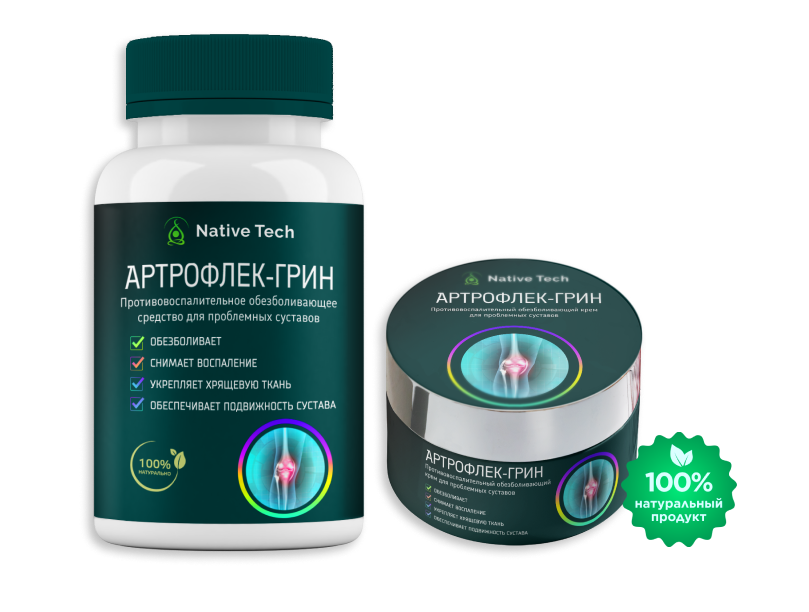 Native Tech
АРТРОФЛЕК-ГРИН
Противовоспалительное обезболивающее
средство для проблемных суставов
ОБЕЗБОЛИВАЕТ
СНИМАЕТ ВОСПАЛЕНИЕ
УКРЕПЛЯЕТ ХРЯЩЕВУЮ ТКАНЬ
ОБЕСПЕЧИВАЕТ ПОДВИЖНОСТЬ СУСТАВА
100%
НАТУРАЛЬНО
Native Tech
АРТРОФЛЕК-ГРИН
Противовоспалительный обезболивающий крем
для проблемных суставов
АРТРОФЛЕК-ГРИН
Противовоспалительный обезболивающий
крем для проблемных суставов
ОБЕЗБОЛИВАЕТ
СНИМАЕТ ВОСПАЛЕНИЕ
УКРЕПЛЯЕТ ХРЯЩЕВУЮ ТКАНЬ
ОБЕСПЕЧИВАЕТ ПОДВИЖНОСТЬ СУСТАВА
100%
натуральный
продукт